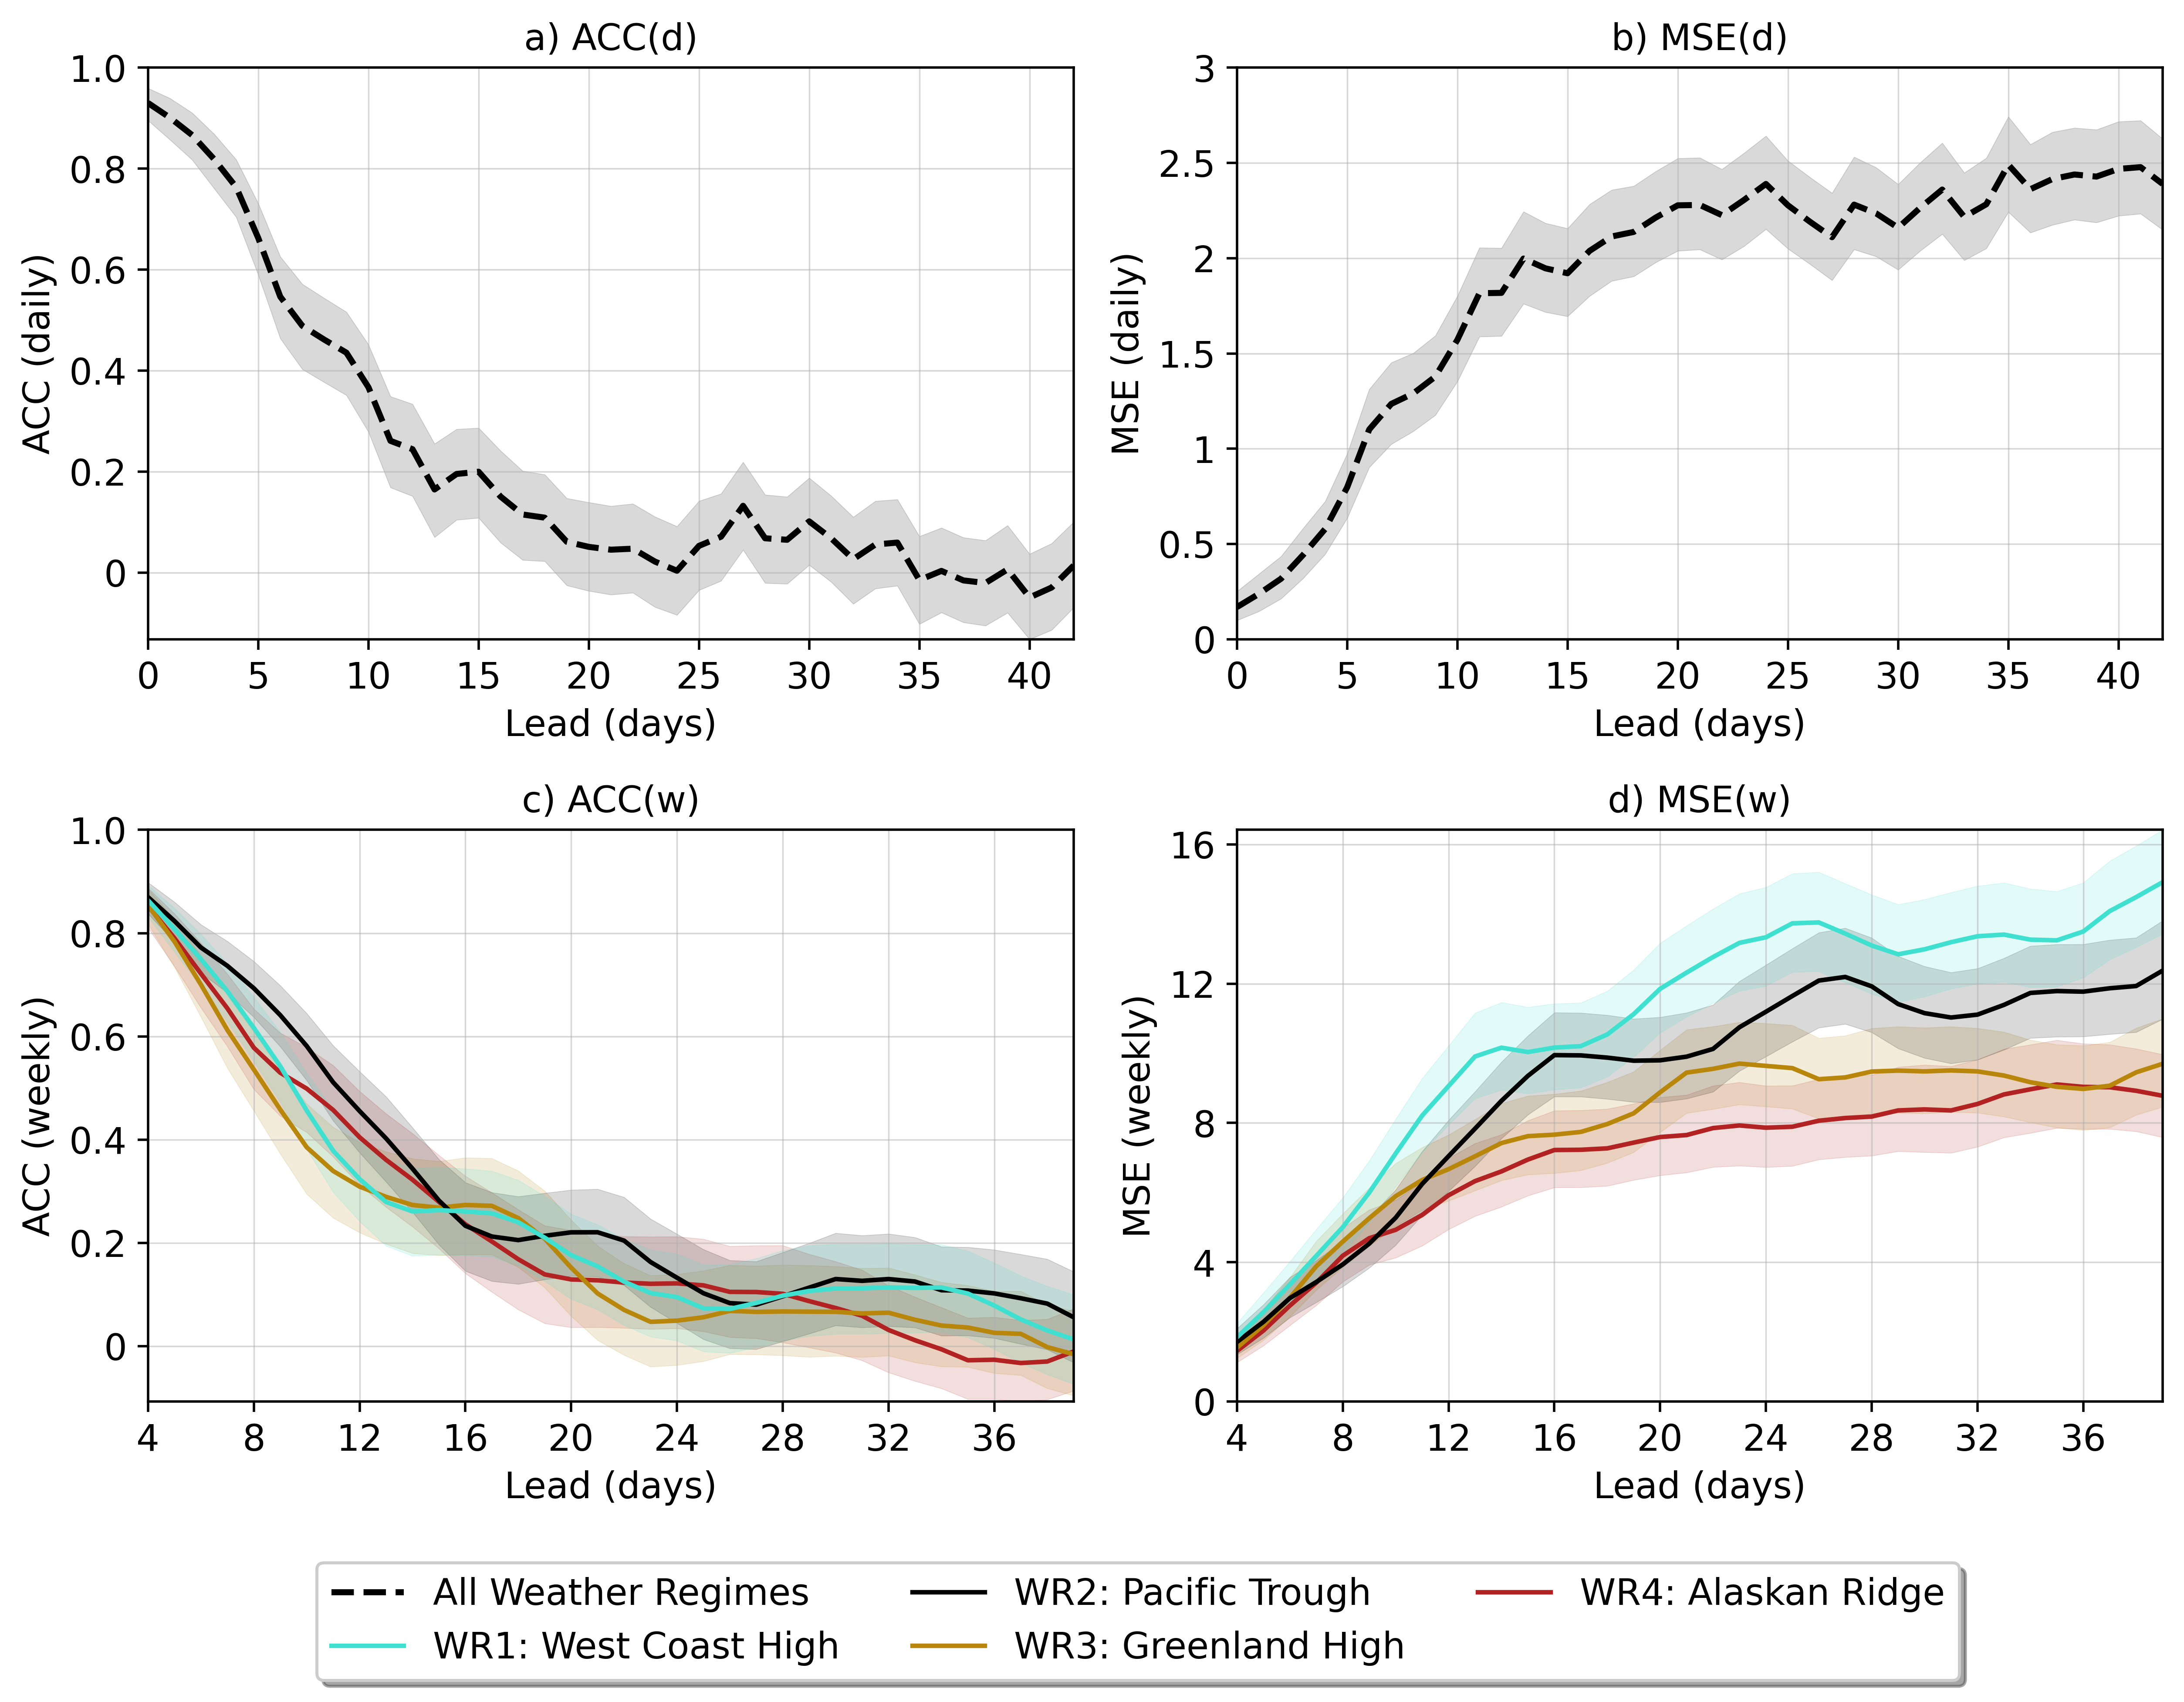 a) ACC(d)
1.0
0.8
0.6
0.4
0.2
0
ACC (daily)
0 5 10 15 20 25 30 35 40
Lead (days)
b) MSE(d)
3
2.5
2
1.5
1
0.5
0
MSE (daily)
0 5 10 15 20 25 30 35 40
Lead (days)
c) ACC(w)
1.0
0.8
0.6
0.4
0.2
0
ACC (weekly)
4 8 12 16 20 24 28 32 36
Lead (days)
d) MSE(w)
16
12
8
4
0
MSE (weekly)
4 8 12 16 20 24 28 32 36
Lead (days)
All Weather Regimes
WR1: West Coast High
WR2: Pacific Trough
WR3: Greenland High
WR4: Alaskan Ridge